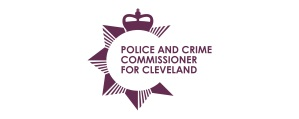 POLICE AND CRIME
COMMISSIONER
FOR CLEVELAND